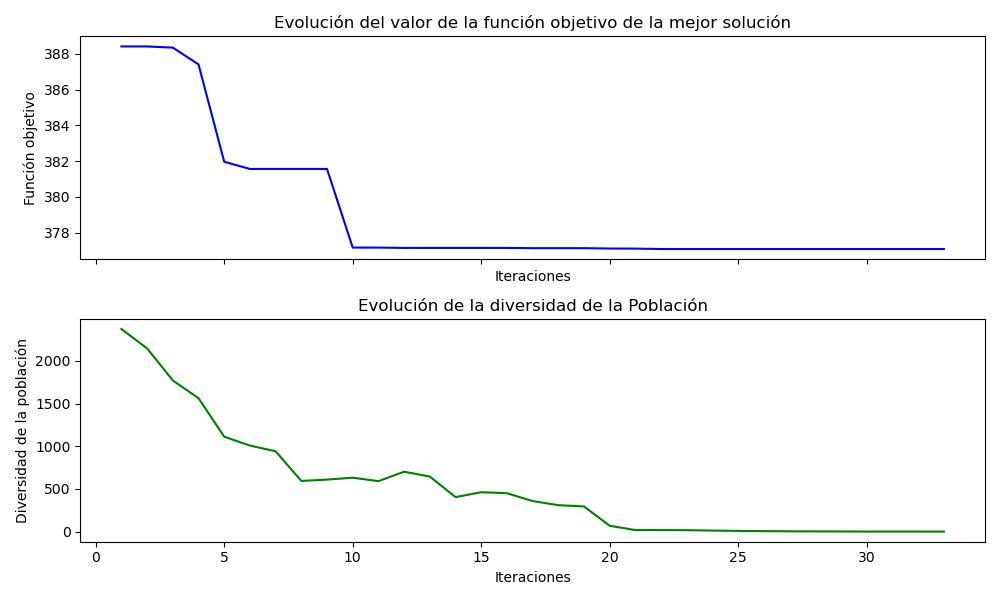 Evolución del valor de la función objetivo de la mejor solución
388
386
384
382
380
378
Función objetivo
Iteraciones
Evolución de la diversidad de la Población
2000
1500
1000
500
0
Diversidad de la población
0 5 10 15 20 25 30
Iteraciones